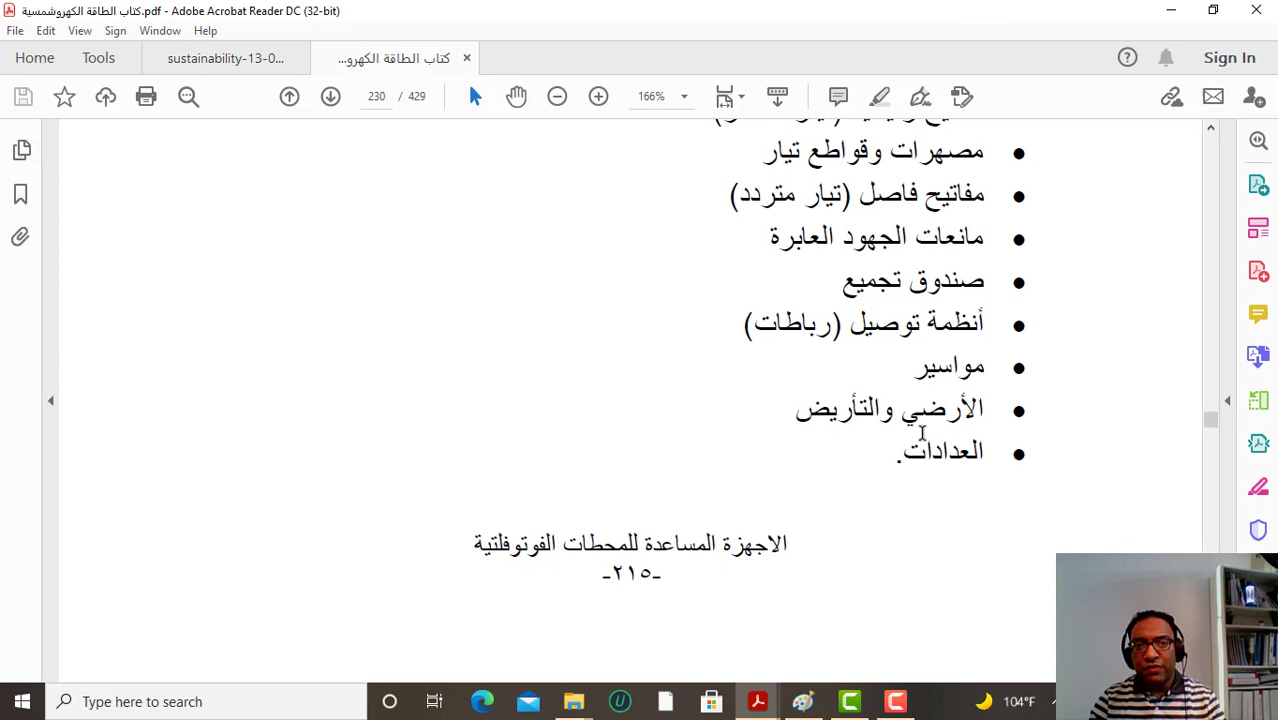 كتاب الطاقة الكهروشمسية.pdf - Adobe Acrobat Reader DC (32-bit)
File Edit View Sign Window Help
Home Tools sustainability-13-0... كتاب الطاقة الكهرو... × Sign In
230 / 429 166%
مصهرات وقواطع تيار
مفاتيح فاصل (تيار متردد)
مانعات الجهود العابرة
صندوق تجميع
أنظمة توصيل (رباطات)
مواسير
الأرضي والتأريض
العدادات.
الاجهزة المساعدة للمحطات الفوتوفلتية
-٢١٥-
Type here to search 104°F